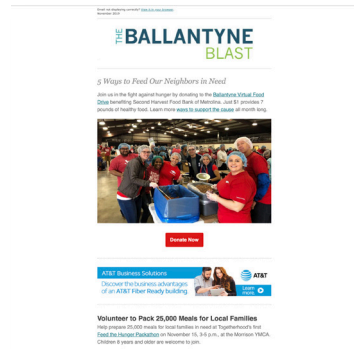 Email not displaying correctly? View it in your browser.
November 2019
THE BALLANTYNE
BLAST
5 Ways to Feed Our Neighbors in Need
Join us in the fight against hunger by donating to the Ballantyne Virtual Food
Drive benefiting Second Harvest Food Bank of Metrolina. Just $1 provides 7
pounds of healthy food. Learn more ways to support the cause all month long.
Donate Now
AT&T Business Solutions
Discover the business advantages
of an AT&T Fiber Ready building.
AT&T
Learn
more
Volunteer to Pack 25,000 Meals for Local Families
Help prepare 25,000 meals for local families in need at Togetherhood's first
Feed the Hunger Packathon on November 15, 3-8 p.m., at the Morrison YMCA.
Children 8 years and older are welcome to join.